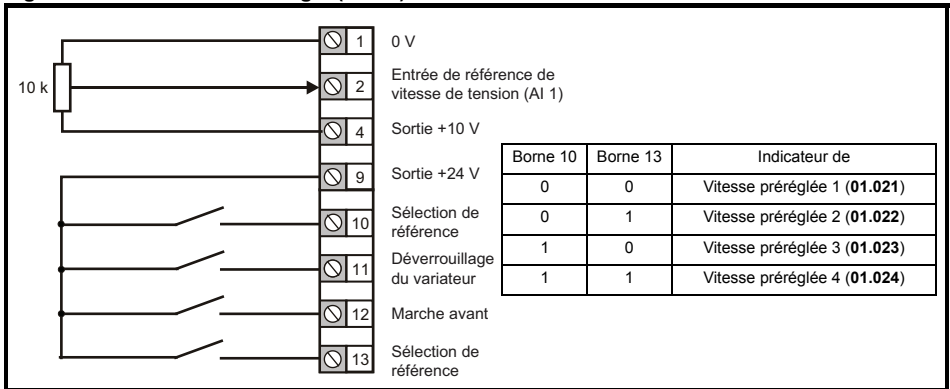 10 k
1 0 V
2 Entrée de référence de
vitesse de tension (AI 1)
4 Sortie +10 V
9 Sortie +24 V
10 Sélection de
référence
11 Déverrouillage
du variateur
12 Marche avant
13 Sélection de
référence
Borne 10 Borne 13 Indicateur de
0 0 Vitesse préréglée 1 (01.021)
0 1 Vitesse préréglée 2 (01.022)
1 0 Vitesse préréglée 3 (01.023)
1 1 Vitesse préréglée 4 (01.024)